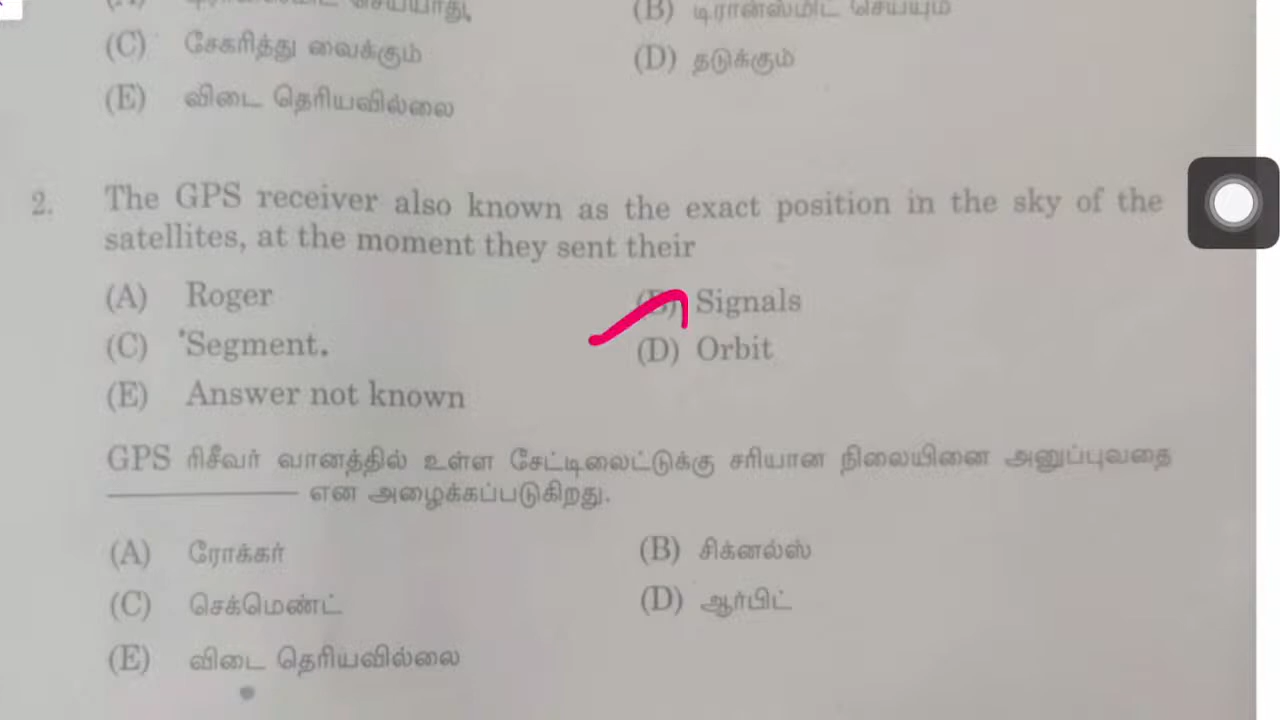 (B) டிரான்ஸ்மிட் செய்யும்
(C) சேகரித்து வைக்கும்
(D) தடுக்கும்
(E) விடை தெரியவில்லை
2. The GPS receiver also known as the exact position in the sky of the
satellites, at the moment they sent their
(A) Roger
(B) Signals
(C) Segment.
(D) Orbit
(E) Answer not known
GPS ரிசீவர் வானத்தில் உள்ள சேட்டிலைட்டுக்கு சரியான நிலையினை அனுப்புவதை
__________ என அழைக்கப்படுகிறது.
(A) ரோக்கர்
(B) சிக்னல்ஸ்
(C) செக்மெண்ட்
(D) ஆர்பிட்
(E) விடை தெரியவில்லை